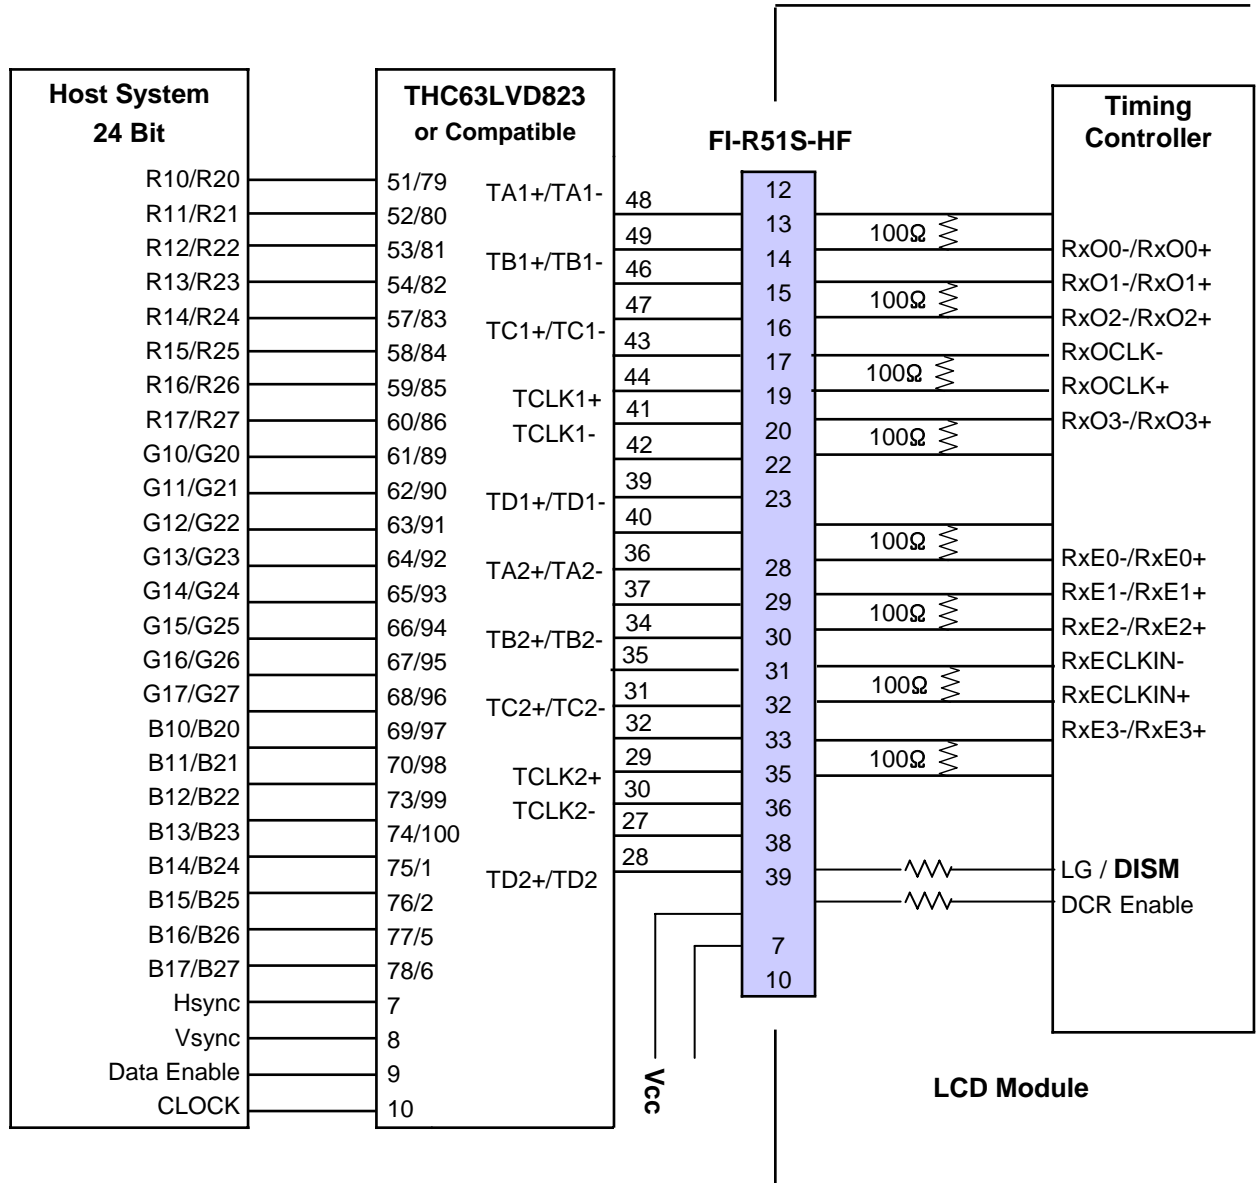 Host System
24 Bit
R10/R20
R11/R21
R12/R22
R13/R23
R14/R24
R15/R25
R16/R26
R17/R27
G10/G20
G11/G21
G12/G22
G13/G23
G14/G24
G15/G25
G16/G26
G17/G27
B10/B20
B11/B21
B12/B22
B13/B23
B14/B24
B15/B25
B16/B26
B17/B27
Hsync
Vsync
Data Enable
CLOCK
THC63LVD823
or Compatible
51/79
52/80
53/81
54/82
57/83
58/84
59/85
60/86
61/89
62/90
63/91
64/92
65/93
66/94
67/95
68/96
69/97
70/98
73/99
74/100
75/1
76/2
77/5
78/6
7
8
9
10
TA1+/TA1-
TB1+/TB1-
TC1+/TC1-
TCLK1+
TCLK1-
TD1+/TD1-
TA2+/TA2-
TB2+/TB2-
TC2+/TC2-
TCLK2+
TCLK2-
TD2+/TD2
48
49
46
47
43
44
41
42
39
40
36
37
34
35
31
32
29
30
27
28
Vcc
FI-R51S-HF
12
13
14
15
16
17
19
20
22
23
28
29
30
31
32
33
35
36
38
39
7
10
100Ω
100Ω
100Ω
100Ω
100Ω
100Ω
100Ω
100Ω
Timing
Controller
RxO0-/RxO0+
RxO1-/RxO1+
RxO2-/RxO2+
RxOCLK-
RxOCLK+
RxO3-/RxO3+
RxE0-/RxE0+
RxE1-/RxE1+
RxE2-/RxE2+
RxECLKIN-
RxECLKIN+
RxE3-/RxE3+
LG / DISM
DCR Enable
LCD Module